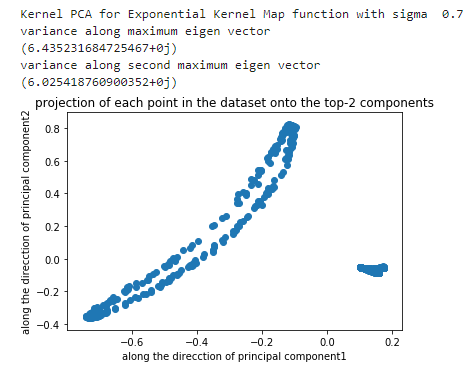 Kernel PCA for Exponential Kernel Map function with sigma  0.7
variance along maximum eigen vector
(6.435231684725467+0j)
variance along second maximum eigen vector
(6.025418760900352+0j)
projection of each point in the dataset onto the top-2 components
along the direcction of principal component2
0.8
0.6
0.4
0.2
0.0
−0.2
−0.4
−0.6
−0.4
−0.2
0.0
0.2
along the direcction of principal component1